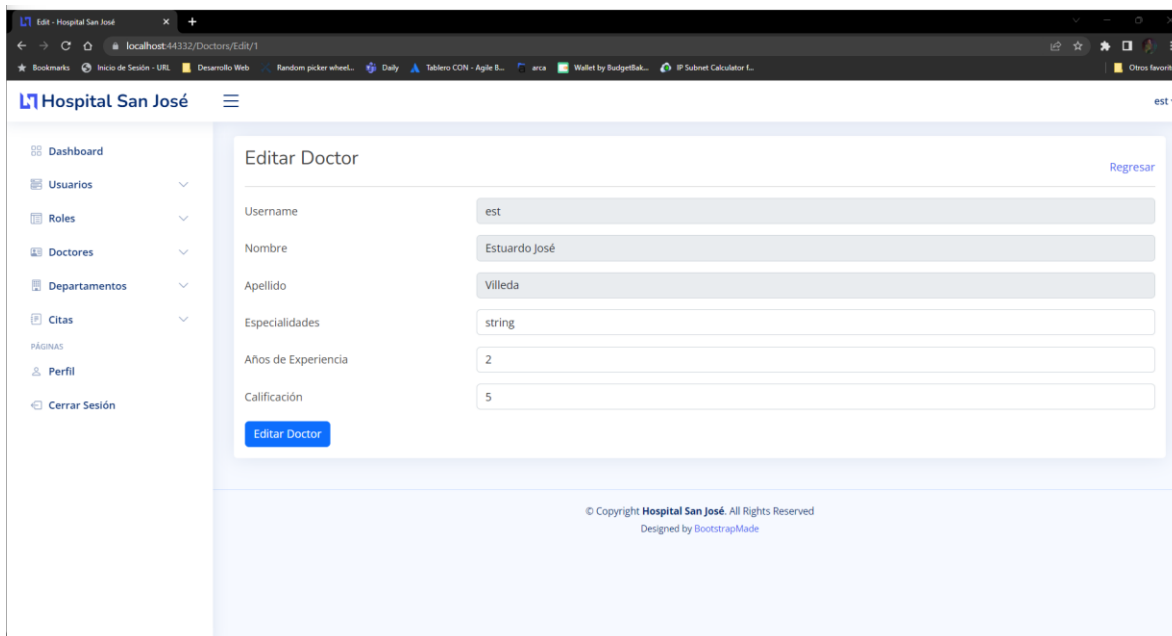 Edit - Hospital San José
localhost:44332/Doctors/Edit/1
Bookmarks Inicio de Sesión - URL Desarrollo Web Random picker wheel... Daily Tablero CON - Agile B... arca Wallet by BudgetBak... IP Subnet Calculator f...
Hospital San José
est
Dashboard
Usuarios
Roles
Doctores
Departamentos
Citas
PÁGINAS
Perfil
Cerrar Sesión
Editar Doctor
Regresar
Username est
Nombre Estuardo José
Apellido Villeda
Especialidades string
Años de Experiencia 2
Calificación 5
Editar Doctor
© Copyright Hospital San José. All Rights Reserved
Designed by BootstrapMade